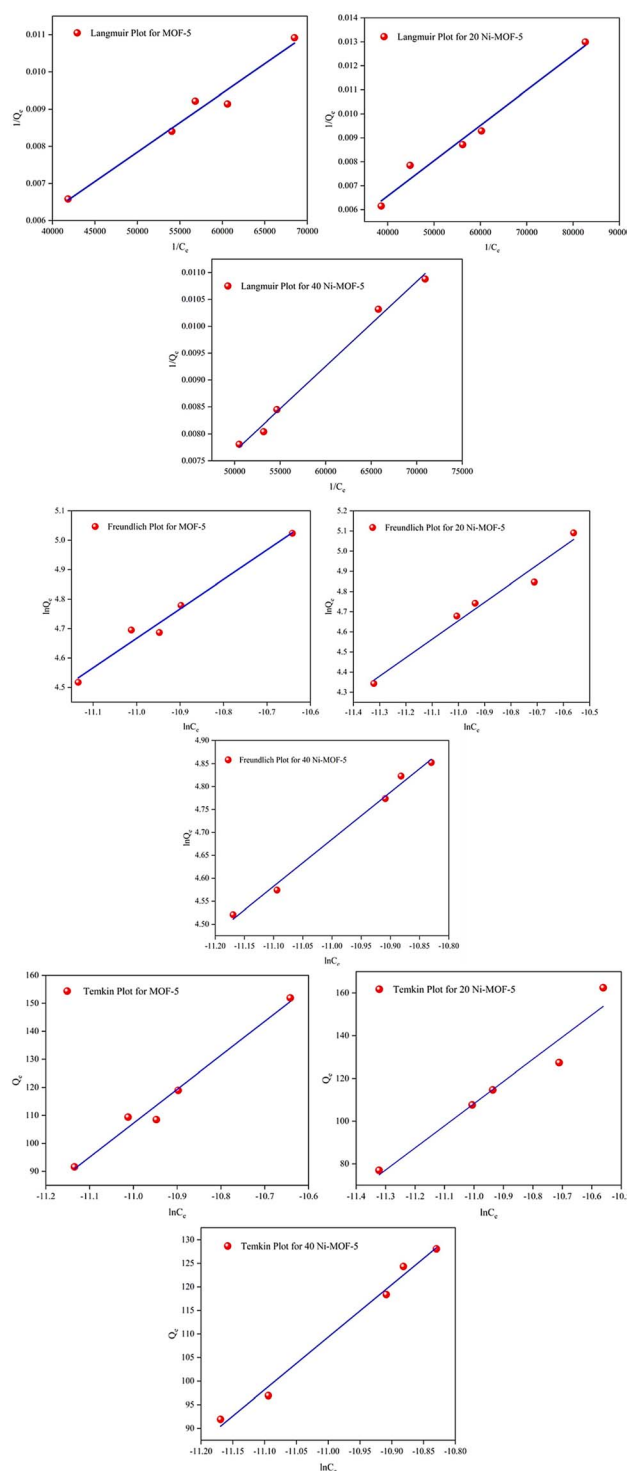 Langmuir Plot for MOF-5
0.011
0.010
0.009
0.008
0.007
0.006
1/Qe
40000 45000 50000 55000 60000 65000 70000
1/Ce
Langmuir Plot for 20 Ni-MOF-5
0.014
0.013
0.012
0.011
0.010
0.009
0.008
0.007
0.006
1/Qe
40000 50000 60000 70000 80000 90000
1/Ce
Langmuir Plot for 40 Ni-MOF-5
0.0110
0.0105
0.0100
0.0095
0.0090
0.0085
0.0080
0.0075
1/Qe
50000 55000 60000 65000 70000 75000
1/Ce
Freundlich Plot for MOF-5
5.1
5.0
4.9
4.8
4.7
4.6
4.5
lnQe
-11.1 -11.0 -10.9 -10.8 -10.7 -10.6
lnCe
Freundlich Plot for 20 Ni-MOF-5
5.2
5.1
5.0
4.9
4.8
4.7
4.6
4.5
4.4
4.3
lnQe
-11.4 -11.3 -11.2 -11.1 -11.0 -10.9 -10.8 -10.7 -10.6 -10.5
lnCe
Freundlich Plot for 40 Ni-MOF-5
4.90
4.85
4.80
4.75
4.70
4.65
4.60
4.55
4.50
lnQe
-11.20 -11.15 -11.10 -11.05 -11.00 -10.95 -10.90 -10.85 -10.80
lnCe
Temkin Plot for MOF-5
160
150
140
130
120
110
100
90
Qe
-11.2 -11.1 -11.0 -10.9 -10.8 -10.7 -10.6
lnCe
Temkin Plot for 20 Ni-MOF-5
160
140
120
100
80
Qe
-11.4 -11.3 -11.2 -11.1 -11.0 -10.9 -10.8 -10.7 -10.6
lnCe
Temkin Plot for 40 Ni-MOF-5
130
125
120
115
110
105
100
95
90
Qe
-11.20 -11.15 -11.10 -11.05 -11.00 -10.95 -10.90 -10.85 -10.80
lnCe